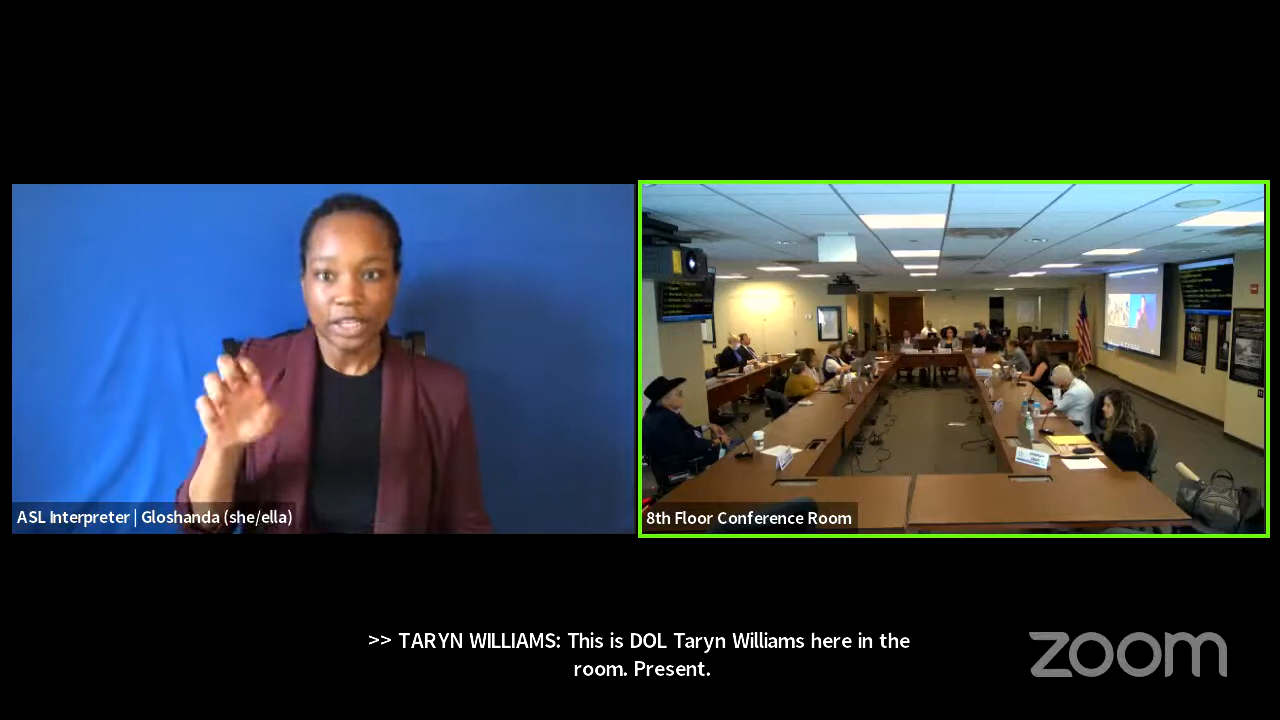 ASL Interpreter | Gloshanda (she/ella)
8th Floor Conference Room
>> TARYN WILLIAMS: This is DOL Taryn Williams here in the
room. Present.
zoom